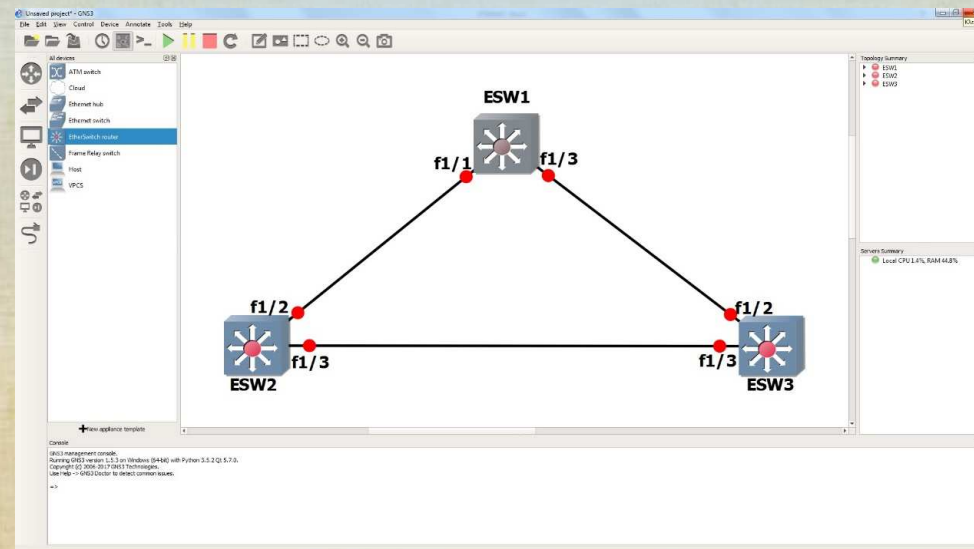 Unsaved project* - GNS3
File Edit View Control Device Annotate Tools Help
All devices
ATM switch
Cloud
Ethernet hub
Ethernet switch
EtherSwitch router
Frame Relay switch
Host
VPCS
New appliance template
ESW1
f1/1
f1/3
f1/2
f1/3
ESW2
f1/2
f1/3
ESW3
Topology Summary
ESW1
ESW2
ESW3
Servers Summary
Local CPU 1.4%, RAM 44.8%
Console
GNS3 management console.
Running GNS3 version 1.5.3 on Windows (64-bit) with Python 3.5.2 Qt 5.7.0.
Copyright (c) 2006-2017 GNS3 Technologies.
Use Help -> GNS3 Doctor to detect common issues.
=>